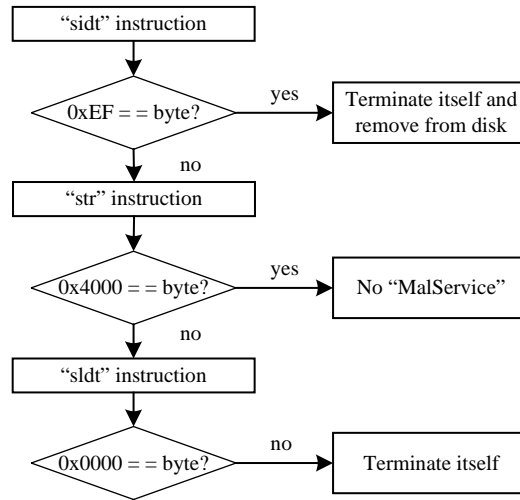 “sidt” instruction
0xEF = = byte?
yes
Terminate itself and
remove from disk
no
“str” instruction
0x4000 = = byte?
yes
No “MalService”
no
“sldt” instruction
0x0000 = = byte?
no
Terminate itself